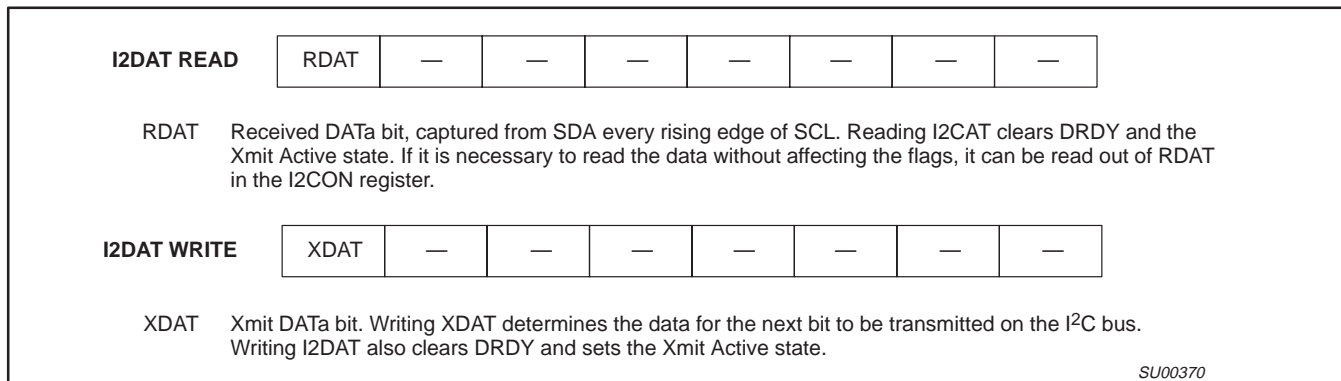 I2DAT READ RDAT — — — — — — —
RDAT Received DATa bit, captured from SDA every rising edge of SCL. Reading I2CAT clears DRDY and the
Xmit Active state. If it is necessary to read the data without affecting the flags, it can be read out of RDAT
in the I2CON register.
I2DAT WRITE XDAT — — — — — — —
XDAT Xmit DATa bit. Writing XDAT determines the data for the next bit to be transmitted on the I²C bus.
Writing I2DAT also clears DRDY and sets the Xmit Active state.
SU00370